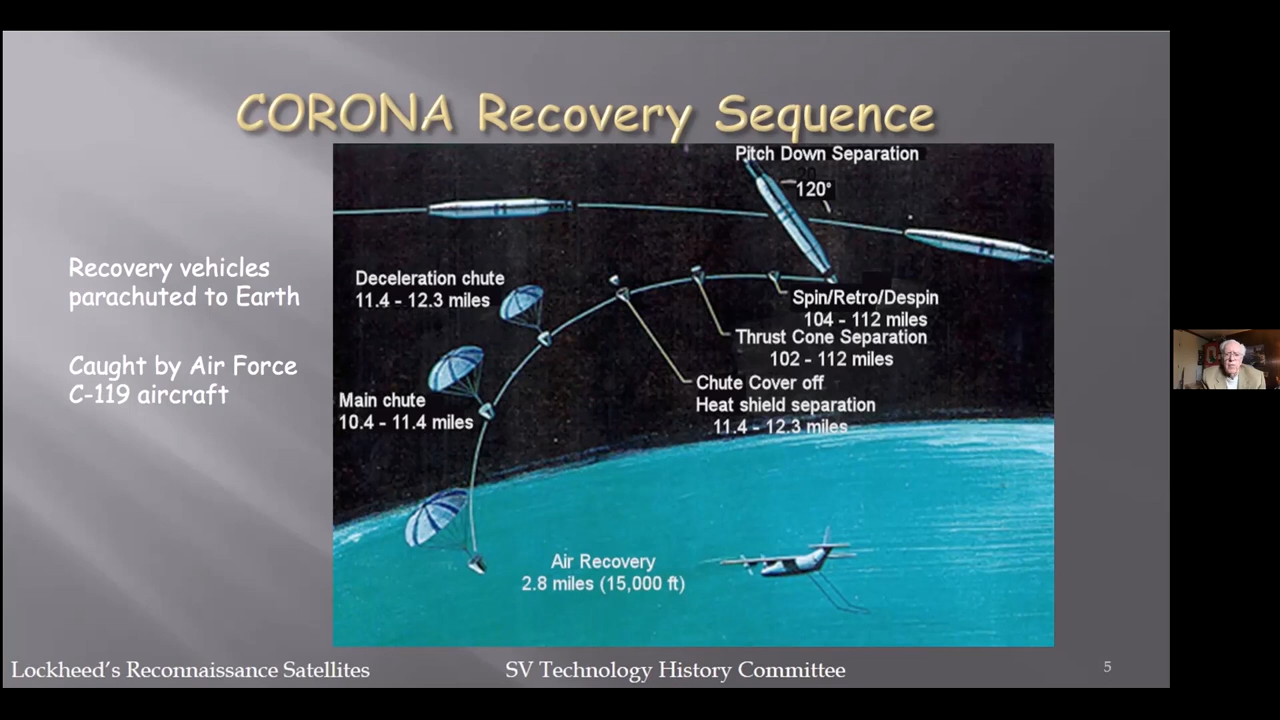 CORONA Recovery Sequence
Pitch Down Separation
120°
Recovery vehicles
parachuted to Earth
Caught by Air Force
C-119 aircraft
Deceleration chute
11.4 - 12.3 miles
Spin/Retro/Despin
104 - 112 miles
Thrust Cone Separation
102 - 112 miles
Chute Cover off
Heat shield separation
11.4 - 12.3 miles
Main chute
10.4 - 11.4 miles
Air Recovery
2.8 miles (15,000 ft)
Lockheed's Reconnaissance Satellites
SV Technology History Committee
5